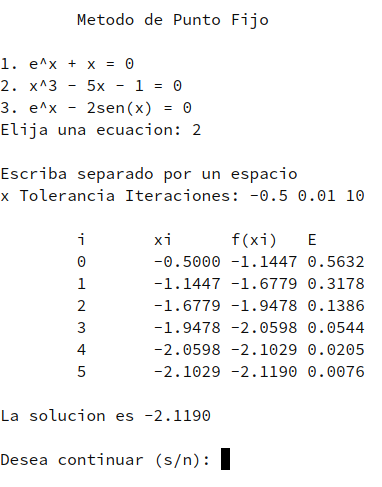 Metodo de Punto Fijo
1. e^x + x = 0
2. x^3 - 5x - 1 = 0
3. e^x - 2sen(x) = 0
Elija una ecuacion: 2
Escriba separado por un espacio
x Tolerancia Iteraciones: -0.5 0.01 10
i xi f(xi) E
0 -0.5000 -1.1447 0.5632
1 -1.1447 -1.6779 0.3178
2 -1.6779 -1.9478 0.1386
3 -1.9478 -2.0598 0.0544
4 -2.0598 -2.1029 0.0205
5 -2.1029 -2.1190 0.0076
La solucion es -2.1190
Desea continuar (s/n):